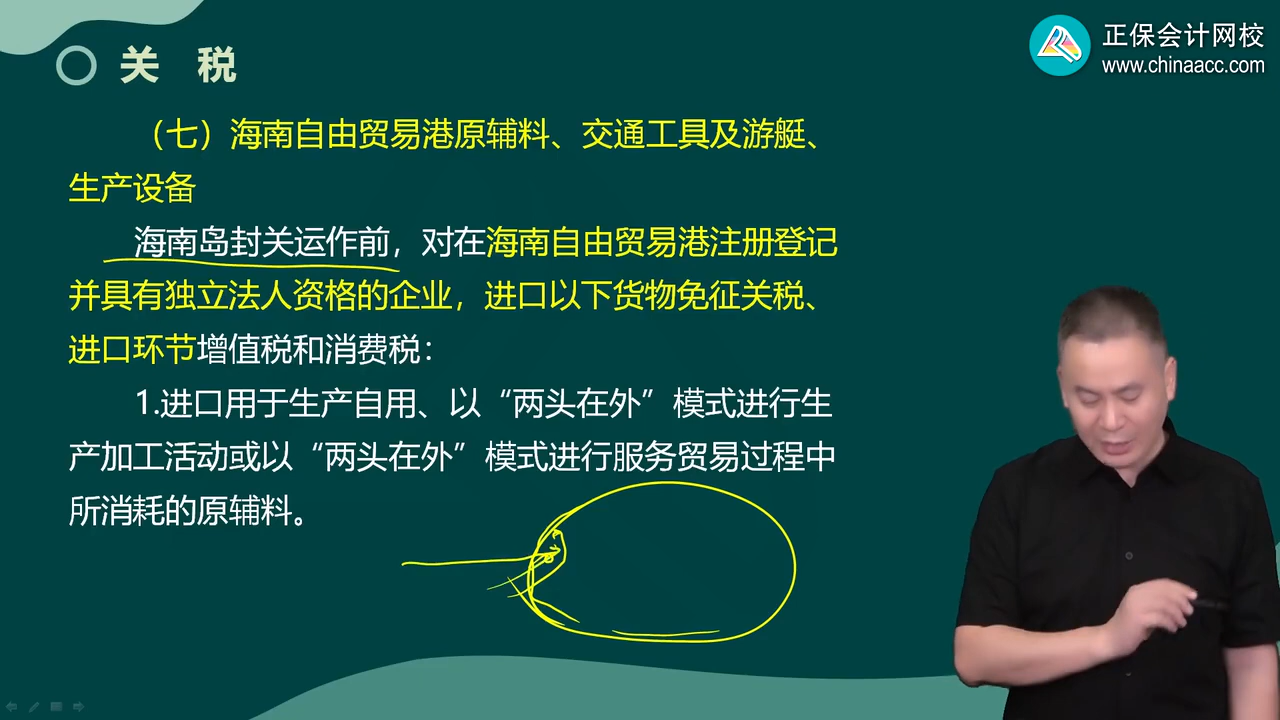 关 税
正保会计网校
www.chinaacc.com
（七）海南自由贸易港原辅料、交通工具及游艇、
生产设备
海南岛封关运作前，对在海南自由贸易港注册登记
并具有独立法人资格的企业，进口以下货物免征关税、
进口环节增值税和消费税：
1.进口用于生产自用、以“两头在外”模式进行生
产加工活动或以“两头在外”模式进行服务贸易过程中
所消耗的原辅料。